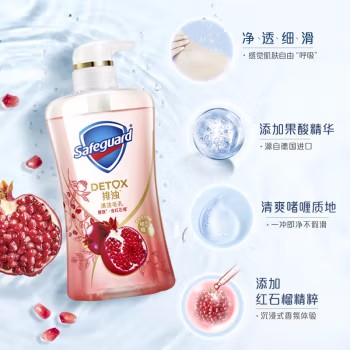 Safeguard
DETOX
排浊
净·透·细·滑
·感觉肌肤自由“呼吸”
添加果酸精华
·源自德国进口
清爽啫喱质地
·一冲即净不假滑
添加
红石榴精粹
·沉浸式香氛体验